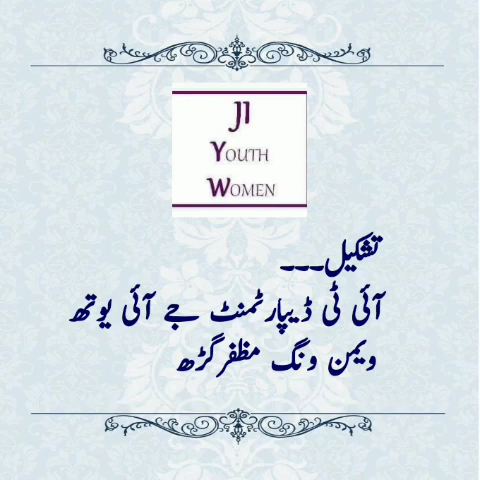 JI
YOUTH
WOMEN
تشکیل---
آئی ٹی ڈیپارٹمنٹ جے آئی یوتھ
ویمن ونگ مظفرگڑھ